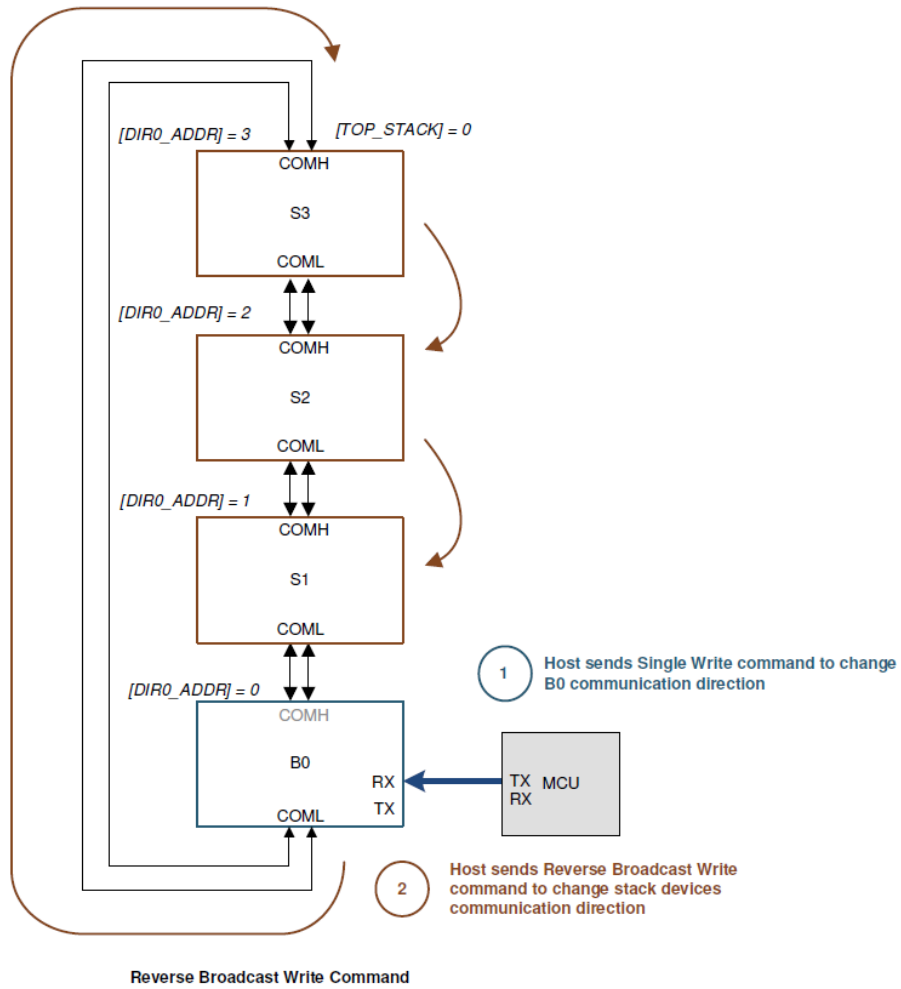 [DIR0_ADDR] = 3
[TOP_STACK] = 0
COMH
S3
COML
[DIR0_ADDR] = 2
COMH
S2
COML
[DIR0_ADDR] = 1
COMH
S1
COML
[DIR0_ADDR] = 0
COMH
B0
RX
TX
COML
1
Host sends Single Write command to change
B0 communication direction
TX
RX
MCU
2
Host sends Reverse Broadcast Write
command to change stack devices
communication direction
Reverse Broadcast Write Command